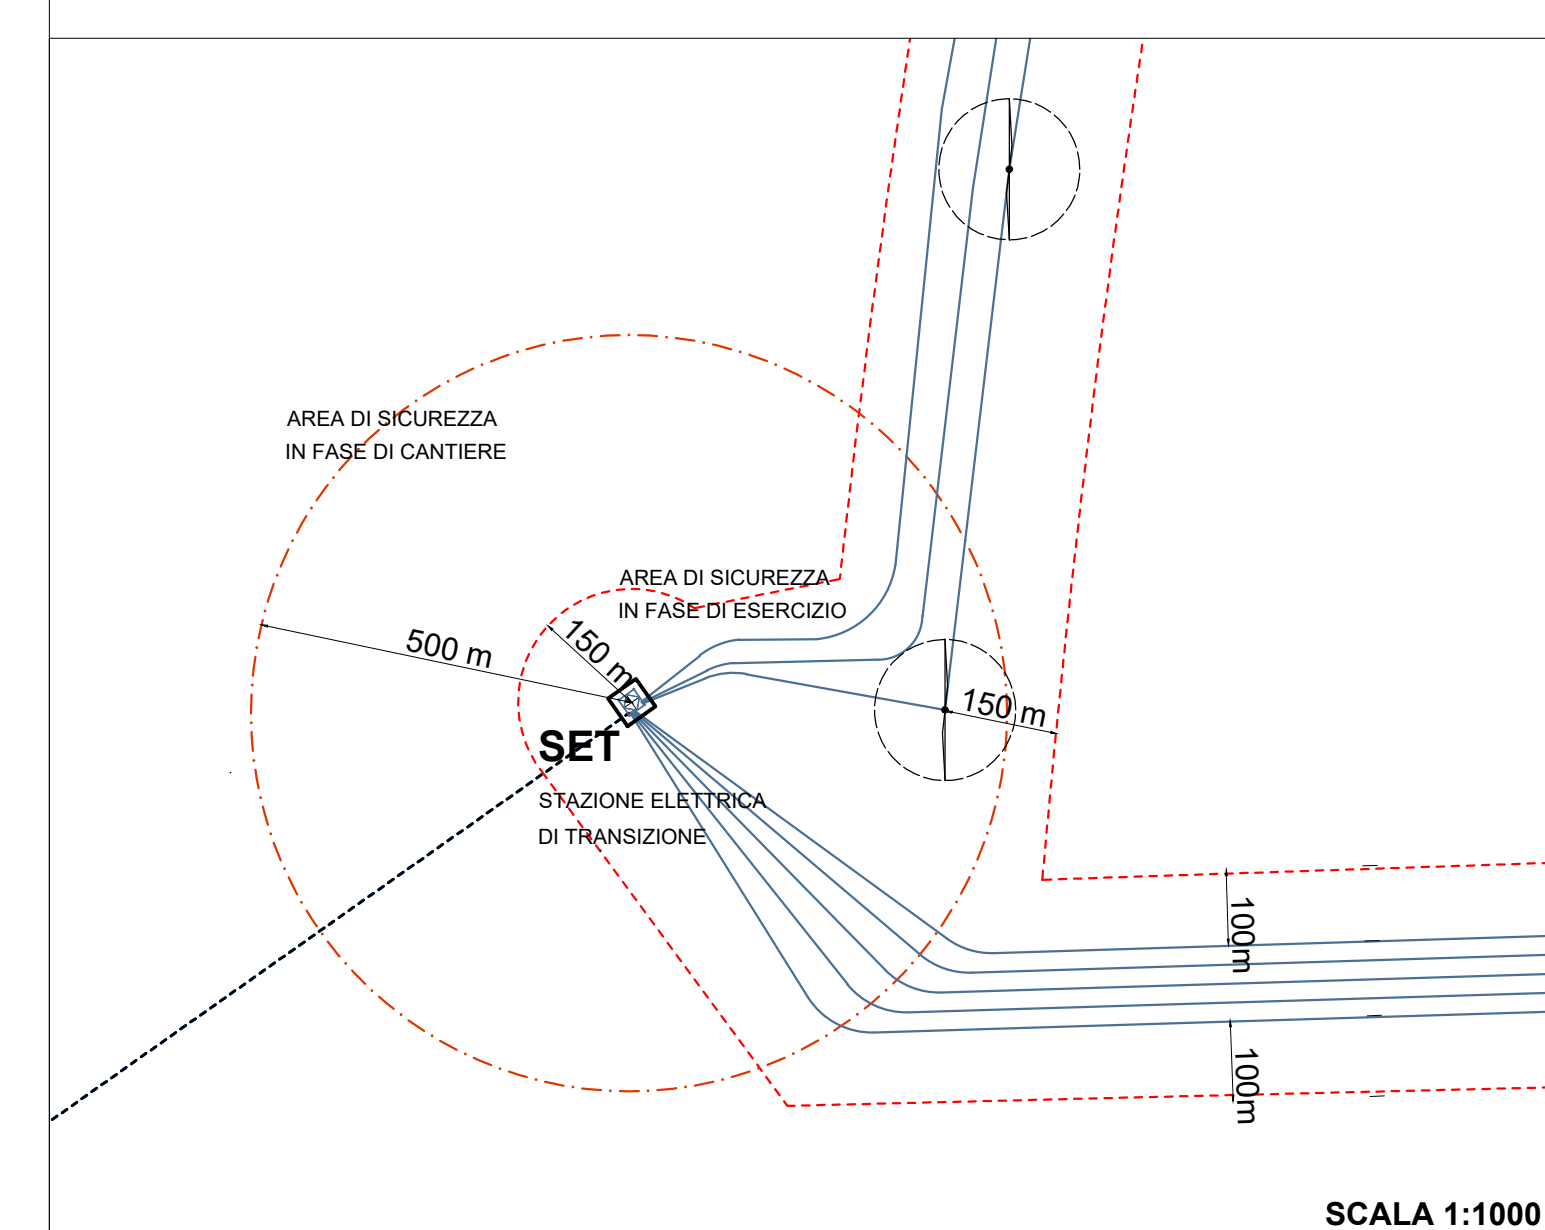 AREA DI SICUREZZA
IN FASE DI CANTIERE
AREA DI SICUREZZA
IN FASE DI ESERCIZIO
500 m
150 m
150 m
SET
STAZIONE ELETTRICA
DI TRANSIZIONE
100m
100m
SCALA 1:1000